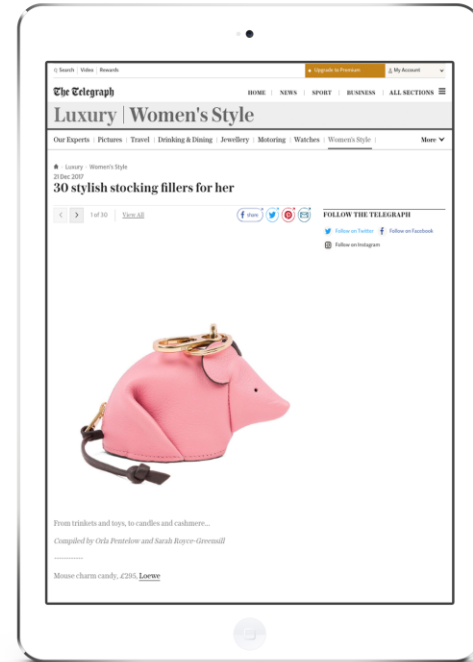 Search | Video | Rewards
Upgrade to Premium
My Account
The Telegraph
HOME | NEWS | SPORT | BUSINESS | ALL SECTIONS
Luxury | Women's Style
Our Experts | Pictures | Travel | Drinking & Dining | Jewellery | Motoring | Watches | Women's Style | More
Luxury Women's Style
21 Dec 2017
30 stylish stocking fillers for her
1 of 30 | View All
share
FOLLOW THE TELEGRAPH
Follow on Twitter Follow on Facebook
Follow on Instagram
From trinkets and toys, to candles and cashmere...
Compiled by Orla Pentelow and Sarah Royce-Greensill
------------
Mouse charm candy, £295, Loewe